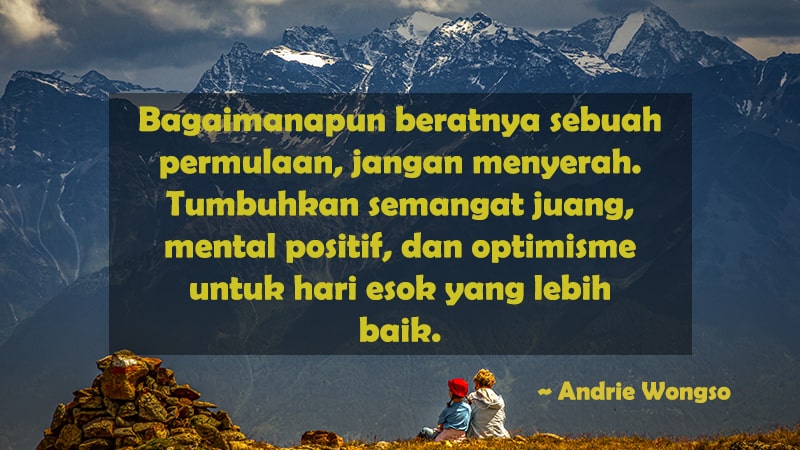 Bagaimanapun beratnya sebuah
permulaan, jangan menyerah.
Tumbuhkan semangat juang,
mental positif, dan optimisme
untuk hari esok yang lebih
baik.
~ Andrie Wongso